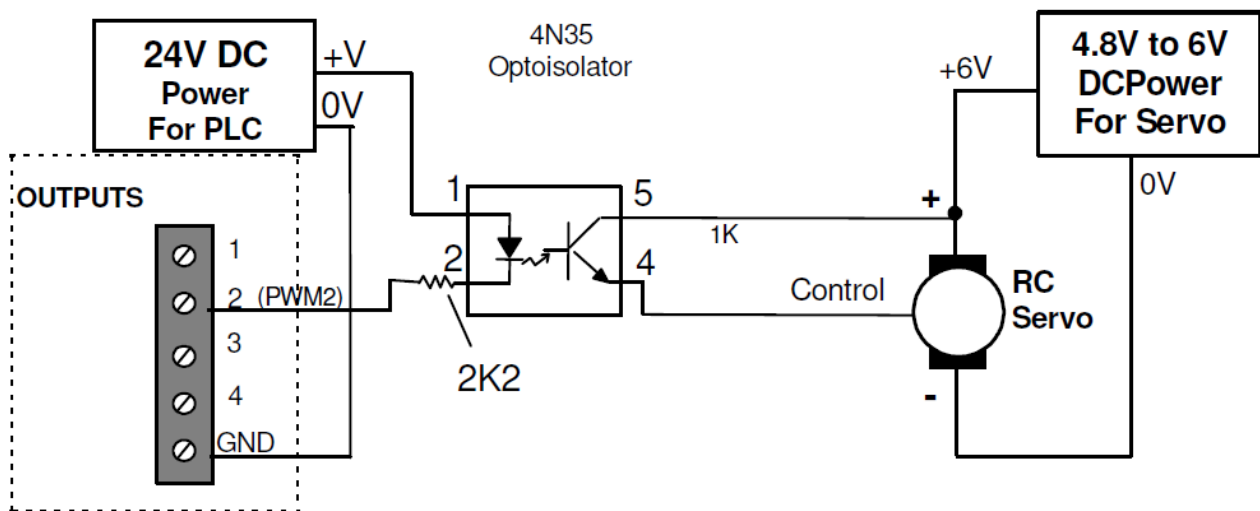 24V DC
Power
For PLC
+V
0V
4N35
Optoisolator
+6V
4.8V to 6V
DCPower
For Servo
0V
OUTPUTS
1
2 (PWM2)
3
4
GND
1
2
5
4
2K2
1K
Control
+
-
RC
Servo